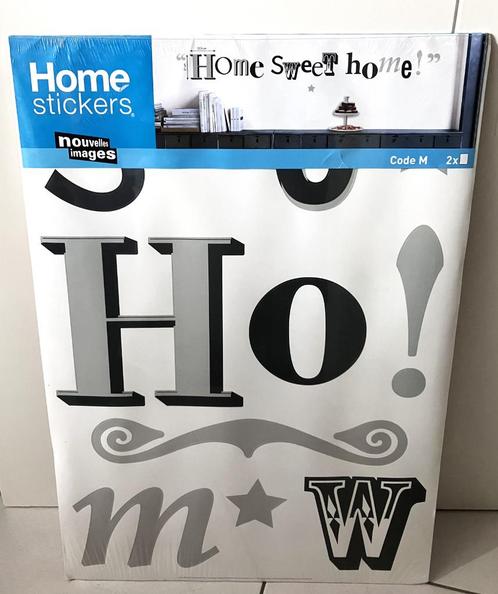 Home
stickers®
nouvelles
images
“Home Sweet home!”
Code M 2x
Ho!
m W